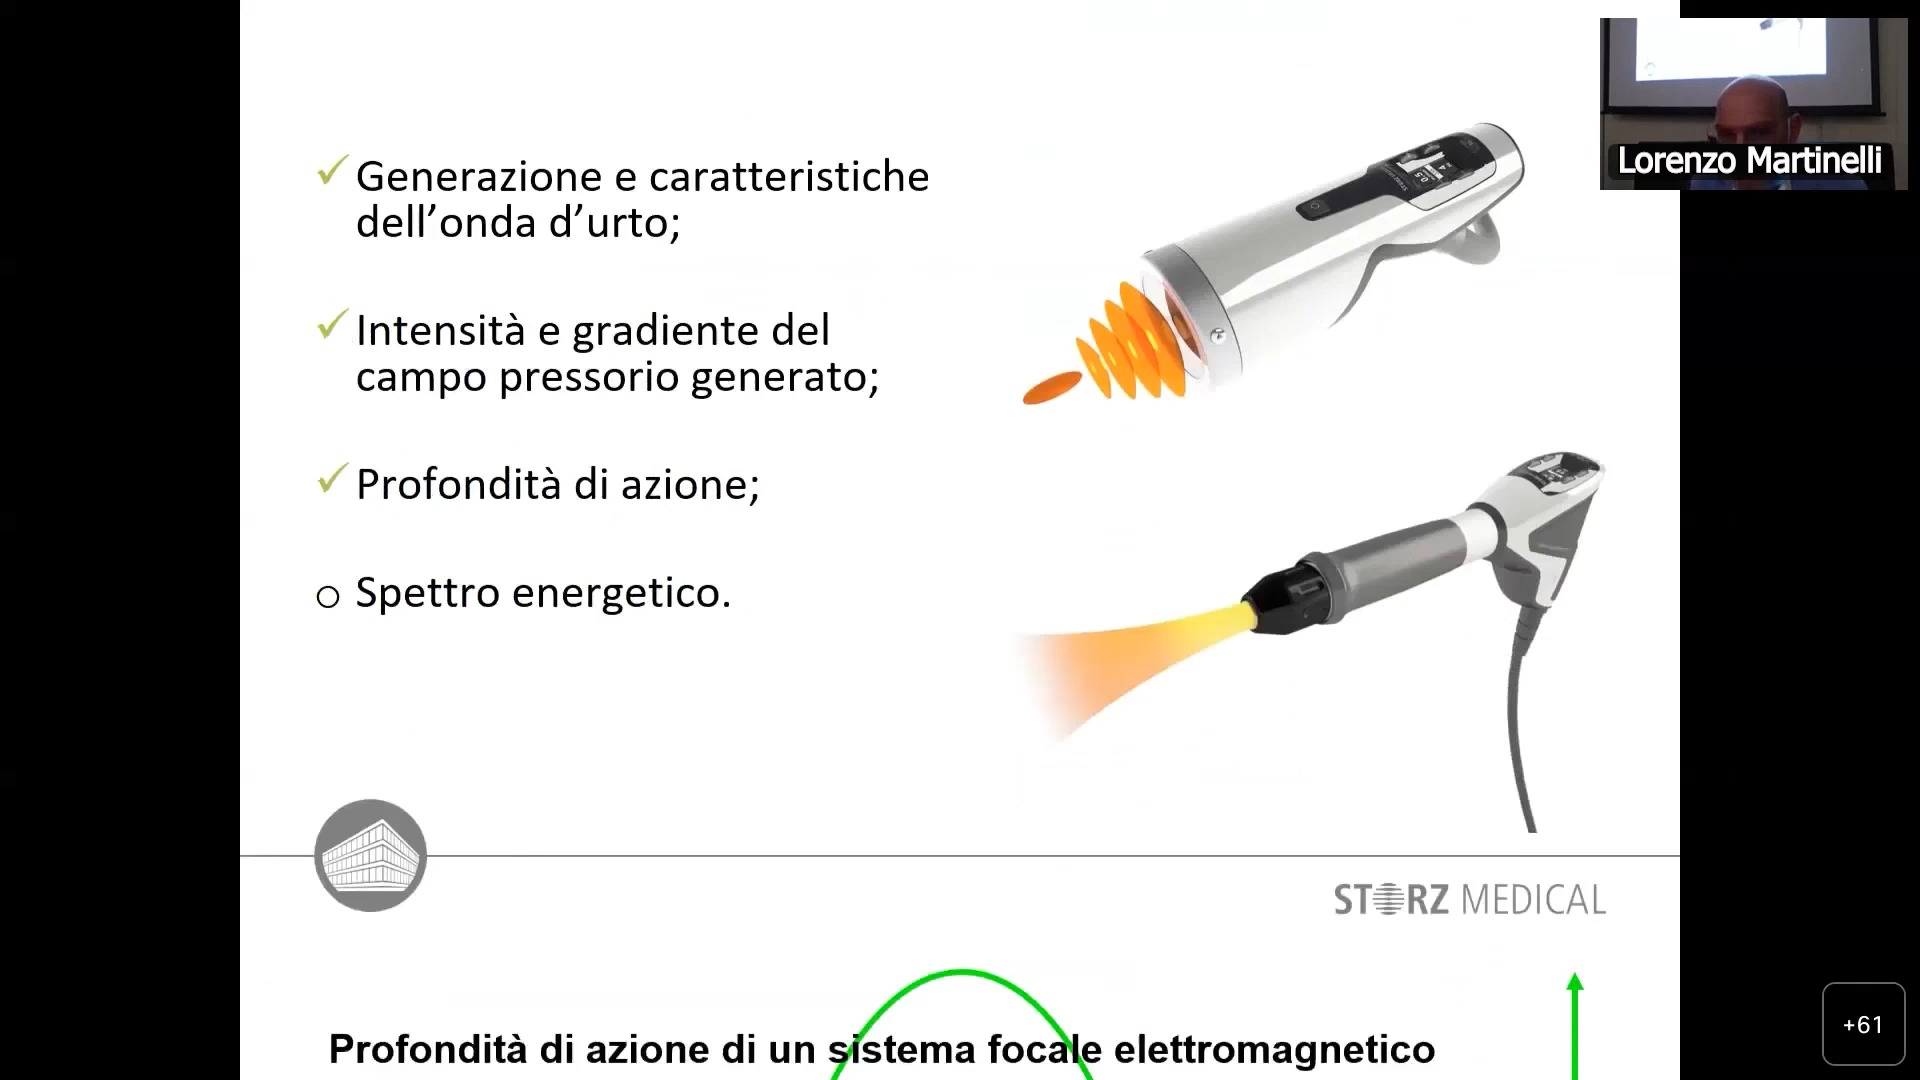 Generazione e caratteristiche
dell’onda d’urto;
Intensità e gradiente del
campo pressorio generato;
Profondità di azione;
Spettro energetico.
Lorenzo Martinelli
STORZ MEDICAL
Profondità di azione di un sistema focale elettromagnetico
+61